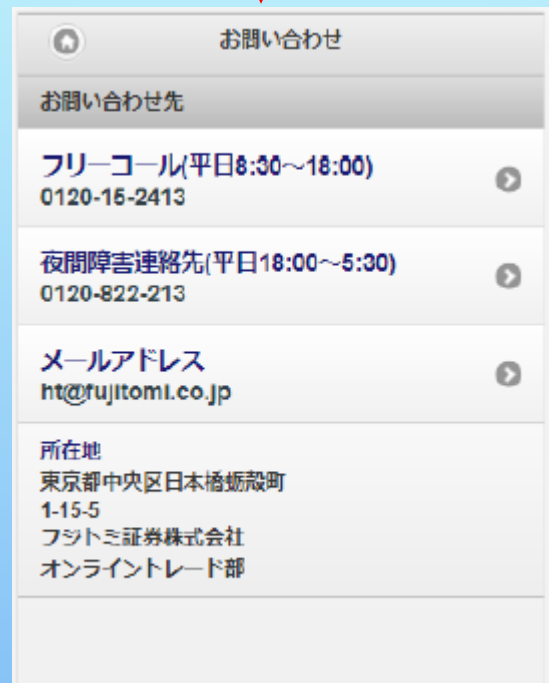 お問い合わせ
お問い合わせ先
フリーコール(平日8:30～18:00)
0120-15-2413
夜間障害連絡先(平日18:00～5:30)
0120-822-213
メールアドレス
ht@fujitomi.co.jp
所在地
東京都中央区日本橋蛎殻町
1-15-5
フジトミ証券株式会社
オンライントレード部